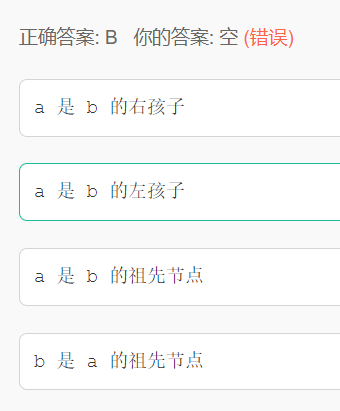 正确答案: B 你的答案: 空 (错误)
a 是 b 的右孩子
a 是 b 的左孩子
a 是 b 的祖先节点
b 是 a 的祖先节点